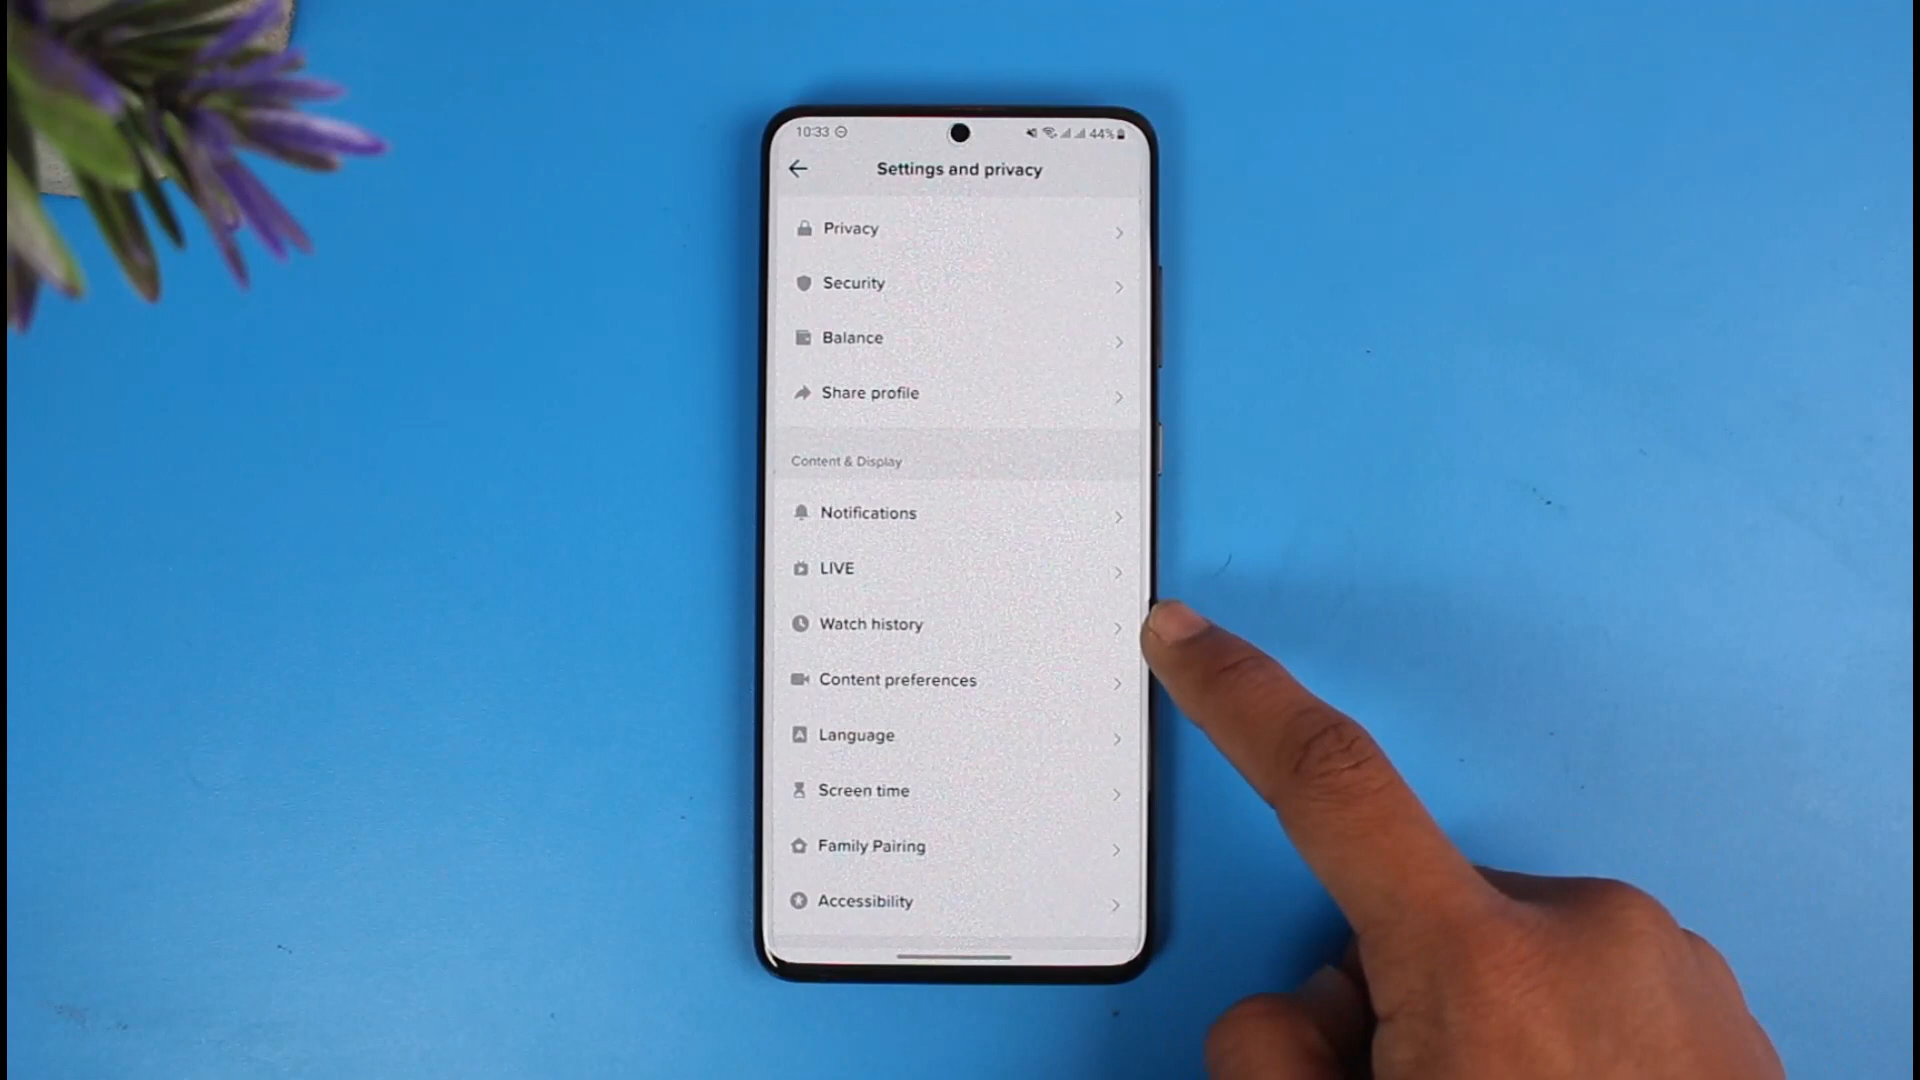 10:33 44%
Settings and privacy
Privacy
Security
Balance
Share profile
Content & Display
Notifications
LIVE
Watch history
Content preferences
Language
Screen time
Family Pairing
Accessibility